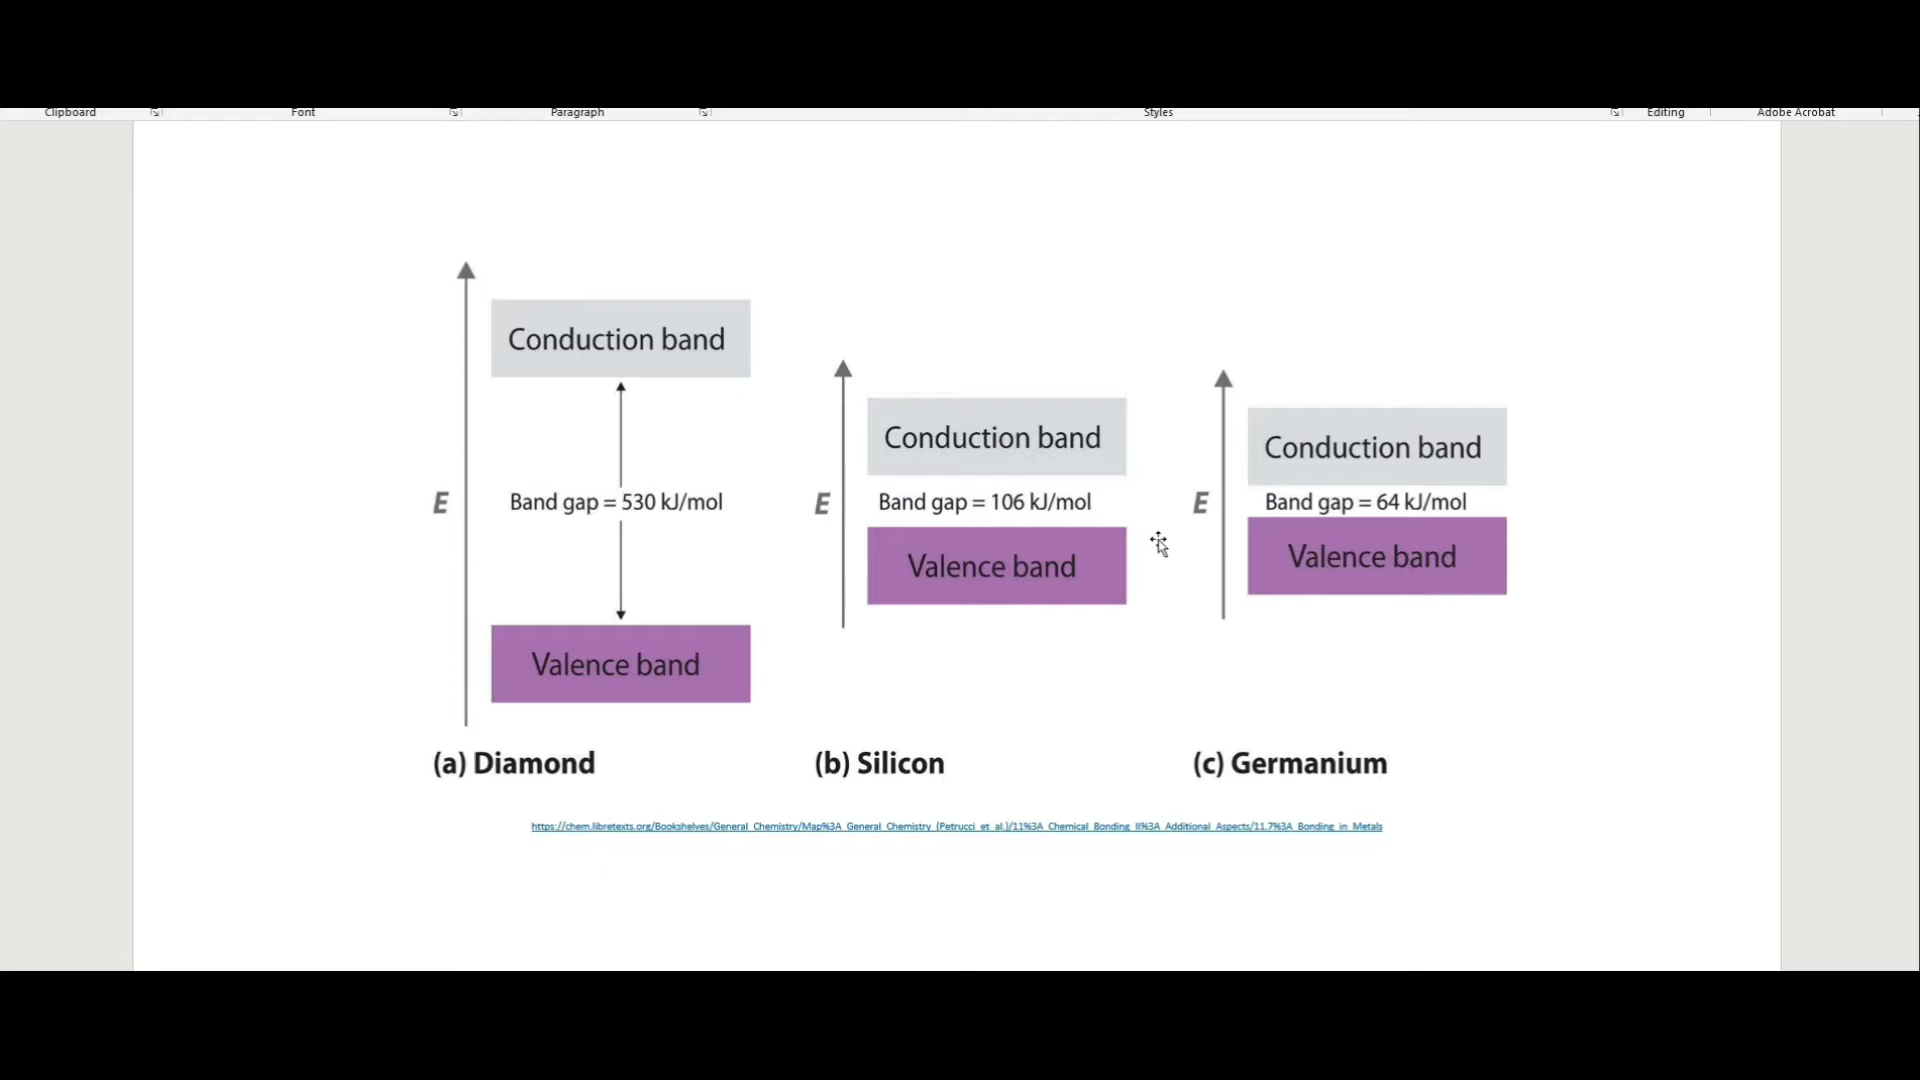 Clipboard Font Paragraph Styles Editing Adobe Acrobat
Conduction band
Band gap = 530 kJ/mol
E
Valence band
(a) Diamond
Conduction band
Band gap = 106 kJ/mol
E
Valence band
(b) Silicon
Conduction band
Band gap = 64 kJ/mol
E
Valence band
(c) Germanium
https://chem.libretexts.org/Bookshelves/General_Chemistry/Map%3A_General_Chemistry_(Petrucci_et_al.)/11%3A_Chemical_Bonding_II%3A_Additional_Aspects/11.7%3A_Bonding_in_Metals